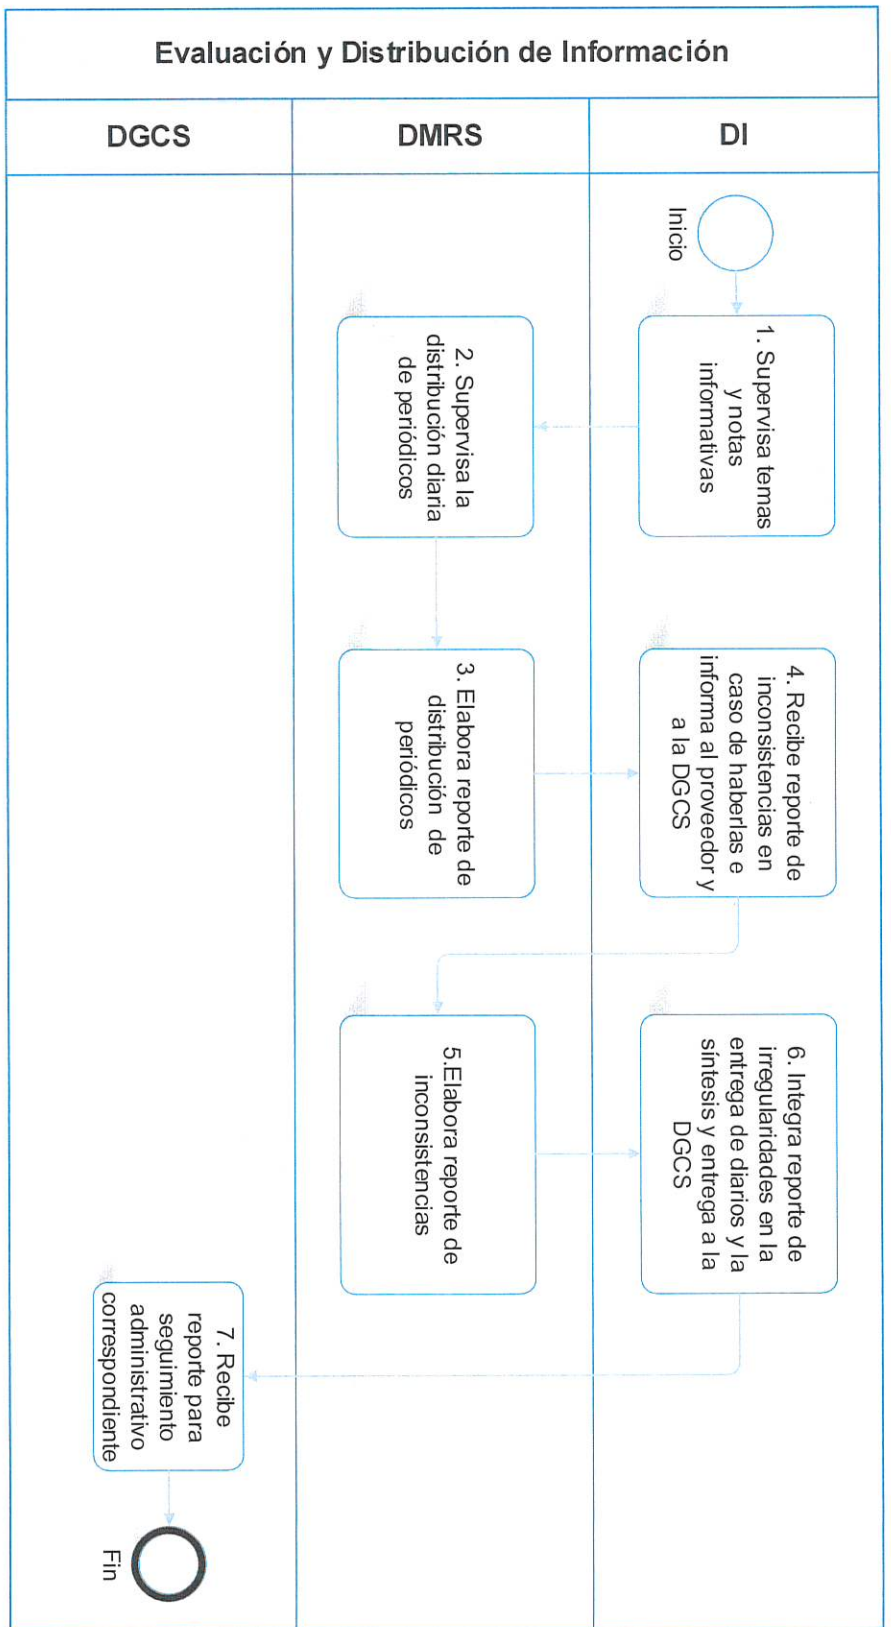 Evaluación y Distribución de Información
DGCS
DMRS
DI
Inicio
1. Supervisa temas
y notas
informativas
2. Supervisa la
distribución diaria
de periódicos
3. Elabora reporte de
distribución de
periódicos
4. Recibe reporte de
inconsistencias en
caso de haberlas e
informa al proveedor y
a la DGCS
5.Elabora reporte de
inconsistencias
6. Integra reporte de
irregularidades en la
entrega de diarios y la
síntesis y entrega a la
DGCS
7. Recibe
reporte para
seguimiento
administrativo
correspondiente
Fin